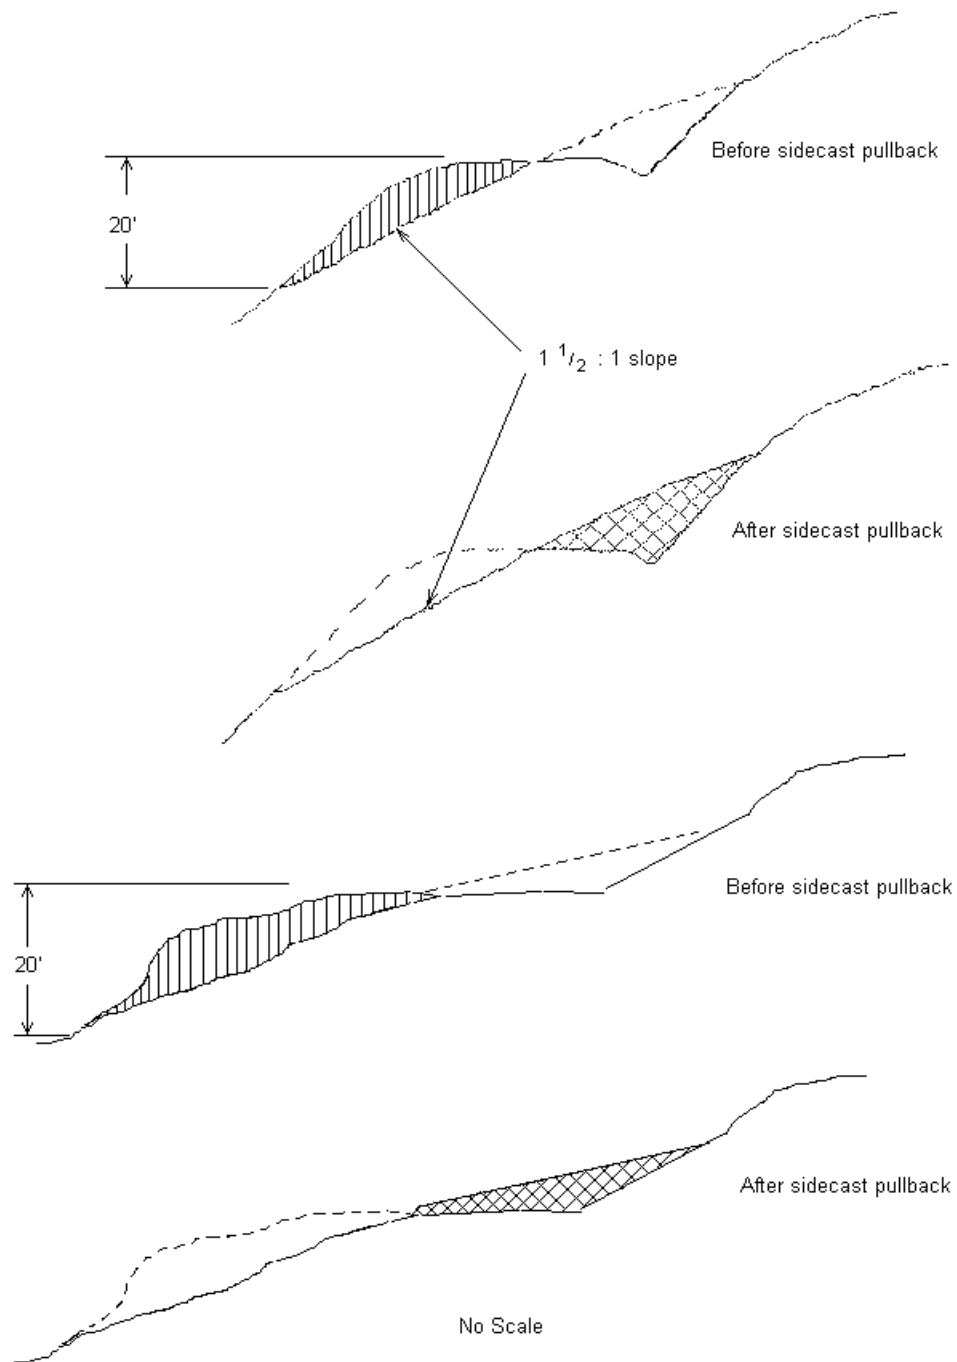 Before sidecast pullback
20'
1 1/2 : 1 slope
After sidecast pullback
Before sidecast pullback
20'
After sidecast pullback
No Scale